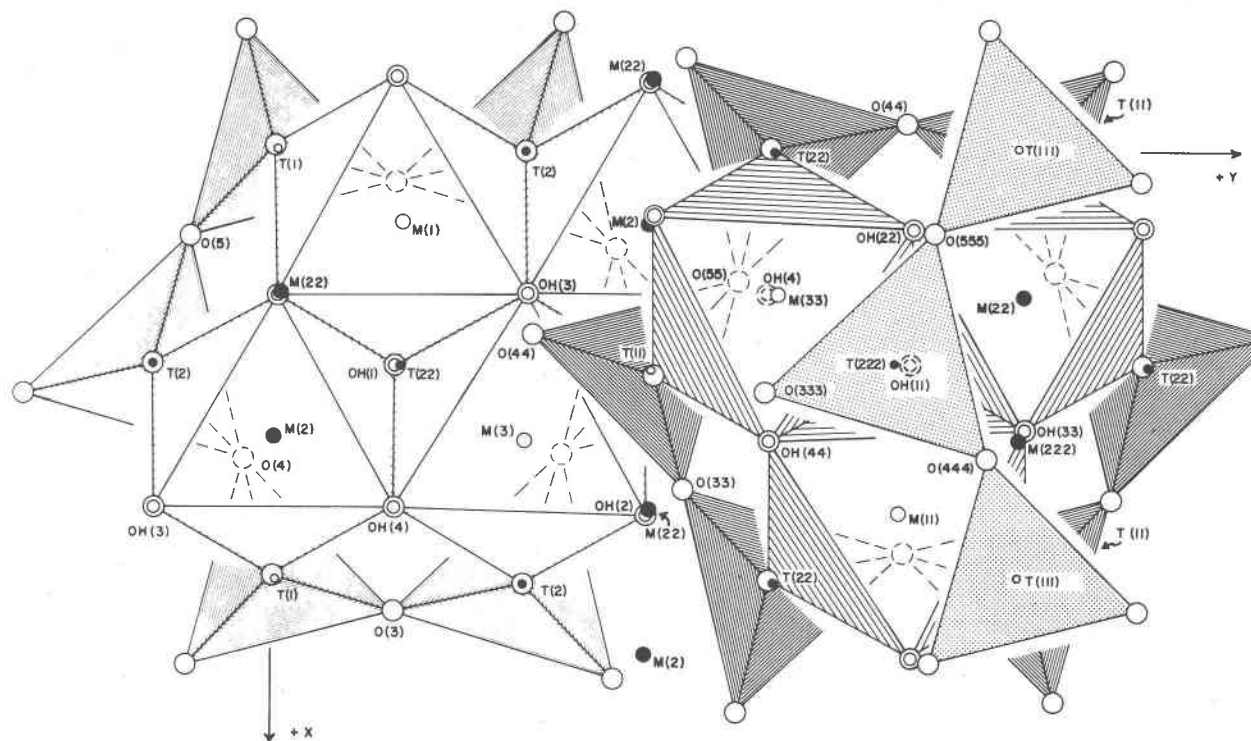 M(22)
O(44)
T(11)
T(1)
T(2)
T(22)
T(111)
+ Y
O(5)
M(1)
M(2)
OH(22)
O(555)
M(22)
OH(3)
O(55)
OH(4)
M(33)
M(22)
O(44)
T(11)
T(2)
OH(1)
T(22)
T(222)
OH(11)
T(22)
O(333)
M(2)
M(3)
OH(33)
M(222)
O(4)
OH(44)
O(444)
O(33)
OH(3)
OH(4)
OH(2)
M(22)
M(11)
T(11)
T(1)
T(2)
T(22)
T(111)
O(3)
M(2)
+ X